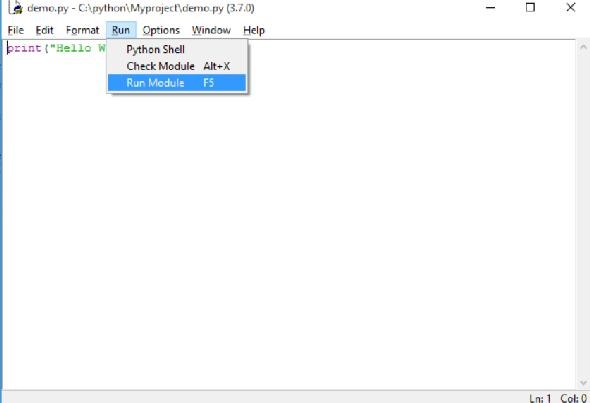 demo.py - C:\python\Myproject\demo.py (3.7.0)
File Edit Format Run Options Window Help
print("Hello W
Python Shell
Check Module Alt+X
Run Module F5
Ln: 1 Col: 0